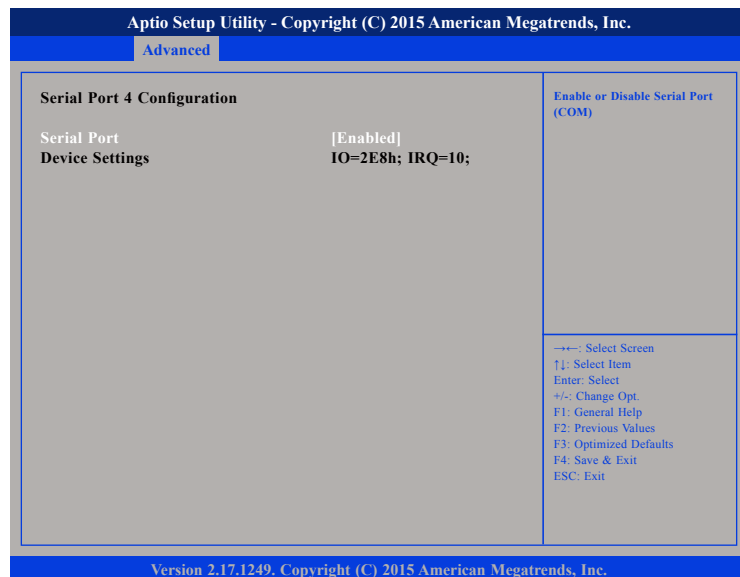 Aptio Setup Utility - Copyright (C) 2015 American Megatrends, Inc.
Advanced
Serial Port 4 Configuration
Serial Port [Enabled]
Device Settings IO=2E8h; IRQ=10;
Enable or Disable Serial Port
(COM)
→←: Select Screen
↑↓: Select Item
Enter: Select
+/-: Change Opt.
F1: General Help
F2: Previous Values
F3: Optimized Defaults
F4: Save & Exit
ESC: Exit
Version 2.17.1249. Copyright (C) 2015 American Megatrends, Inc.